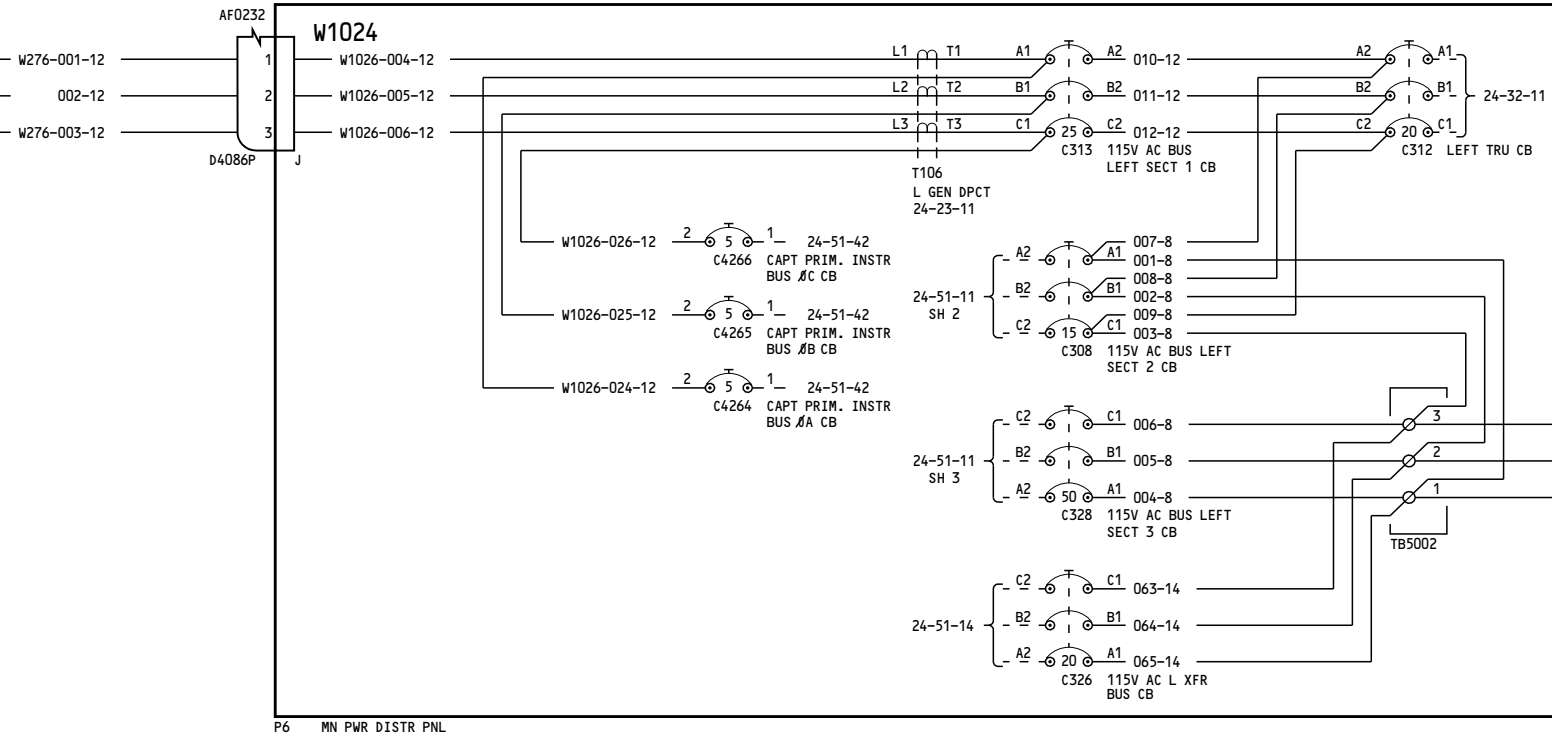 AF0232
W1024
W276-001-12 1 W1026-004-12 L1 T1 A1 A2 010-12 A2 A1
002-12 2 W1026-005-12 L2 T2 B1 B2 011-12 B2 B1 24-32-11
W276-003-12 3 W1026-006-12 L3 T3 C1 25 C2 012-12 C2 20 C1
D4086P J
C313 115V AC BUS
LEFT SECT 1 CB
C312 LEFT TRU CB
T106
L GEN DPCT
24-23-11
W1026-026-12 2 5 1 24-51-42
C4266 CAPT PRIM. INSTR
BUS ØC CB
W1026-025-12 2 5 1 24-51-42
C4265 CAPT PRIM. INSTR
BUS ØB CB
W1026-024-12 2 5 1 24-51-42
C4264 CAPT PRIM. INSTR
BUS ØA CB
007-8
A2 A1 001-8
008-8
24-51-11 B2 B1 002-8
SH 2
009-8
C2 15 C1 003-8
C308 115V AC BUS LEFT
SECT 2 CB
C2 C1 006-8 3
24-51-11 B2 B1 005-8 2
SH 3
A2 50 A1 004-8 1
C328 115V AC BUS LEFT
SECT 3 CB
TB5002
C2 C1 063-14
24-51-14 B2 B1 064-14
A2 20 A1 065-14
C326 115V AC L XFR
BUS CB
P6 MN PWR DISTR PNL